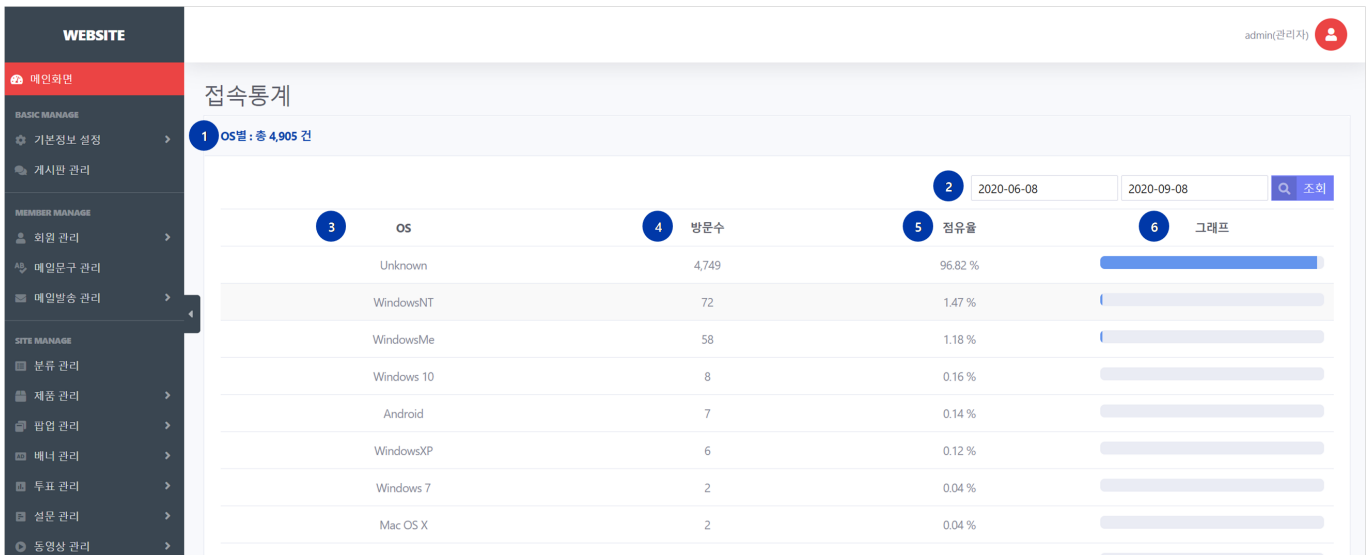 WEBSITE
admin(관리자)
메인화면
BASIC MANAGE
기본정보 설정
게시판 관리
MEMBER MANAGE
회원 관리
메일문구 관리
메일발송 관리
SITE MANAGE
분류 관리
제품 관리
팝업 관리
배너 관리
투표 관리
설문 관리
동영상 관리
접속통계
1 OS별 : 총 4,905 건
2 2020-06-08 2020-09-08 조회
3 OS 4 방문수 5 점유율 6 그래프
Unknown 4,749 96.82 %
WindowsNT 72 1.47 %
WindowsMe 58 1.18 %
Windows 10 8 0.16 %
Android 7 0.14 %
WindowsXP 6 0.12 %
Windows 7 2 0.04 %
Mac OS X 2 0.04 %